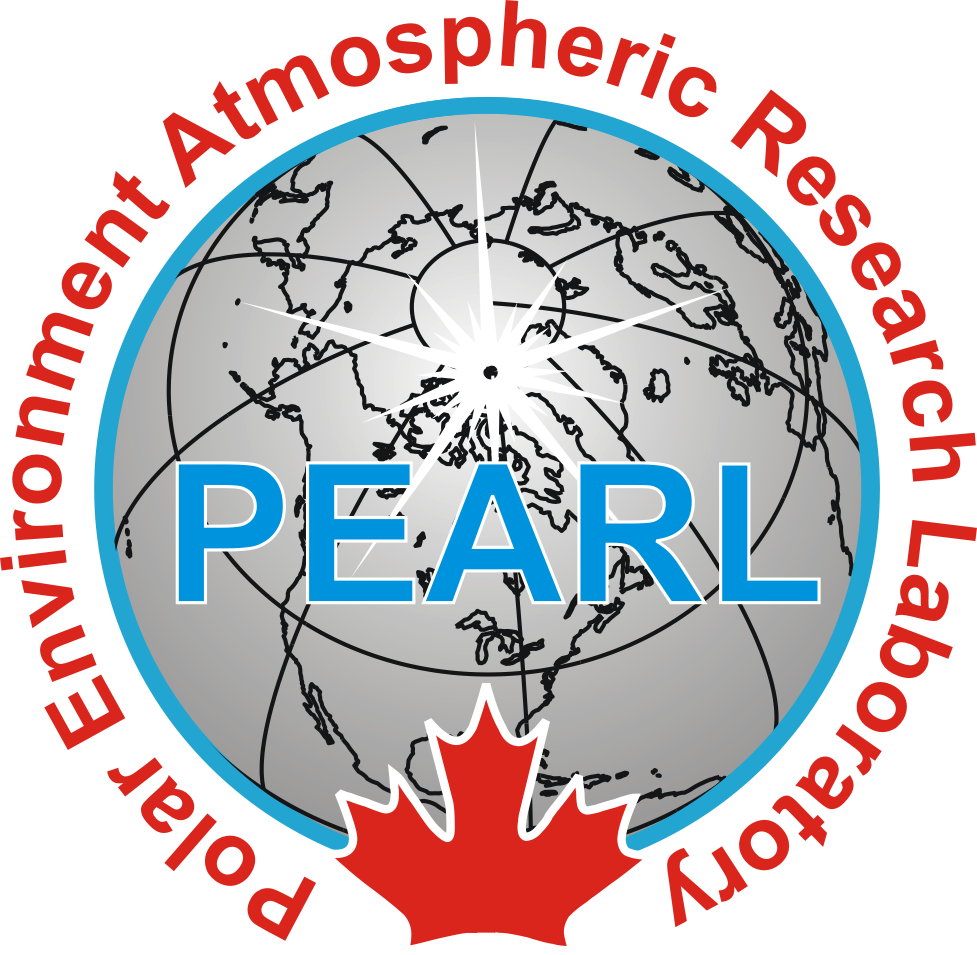 Polar Environment Atmospheric Research Laboratory
PEARL